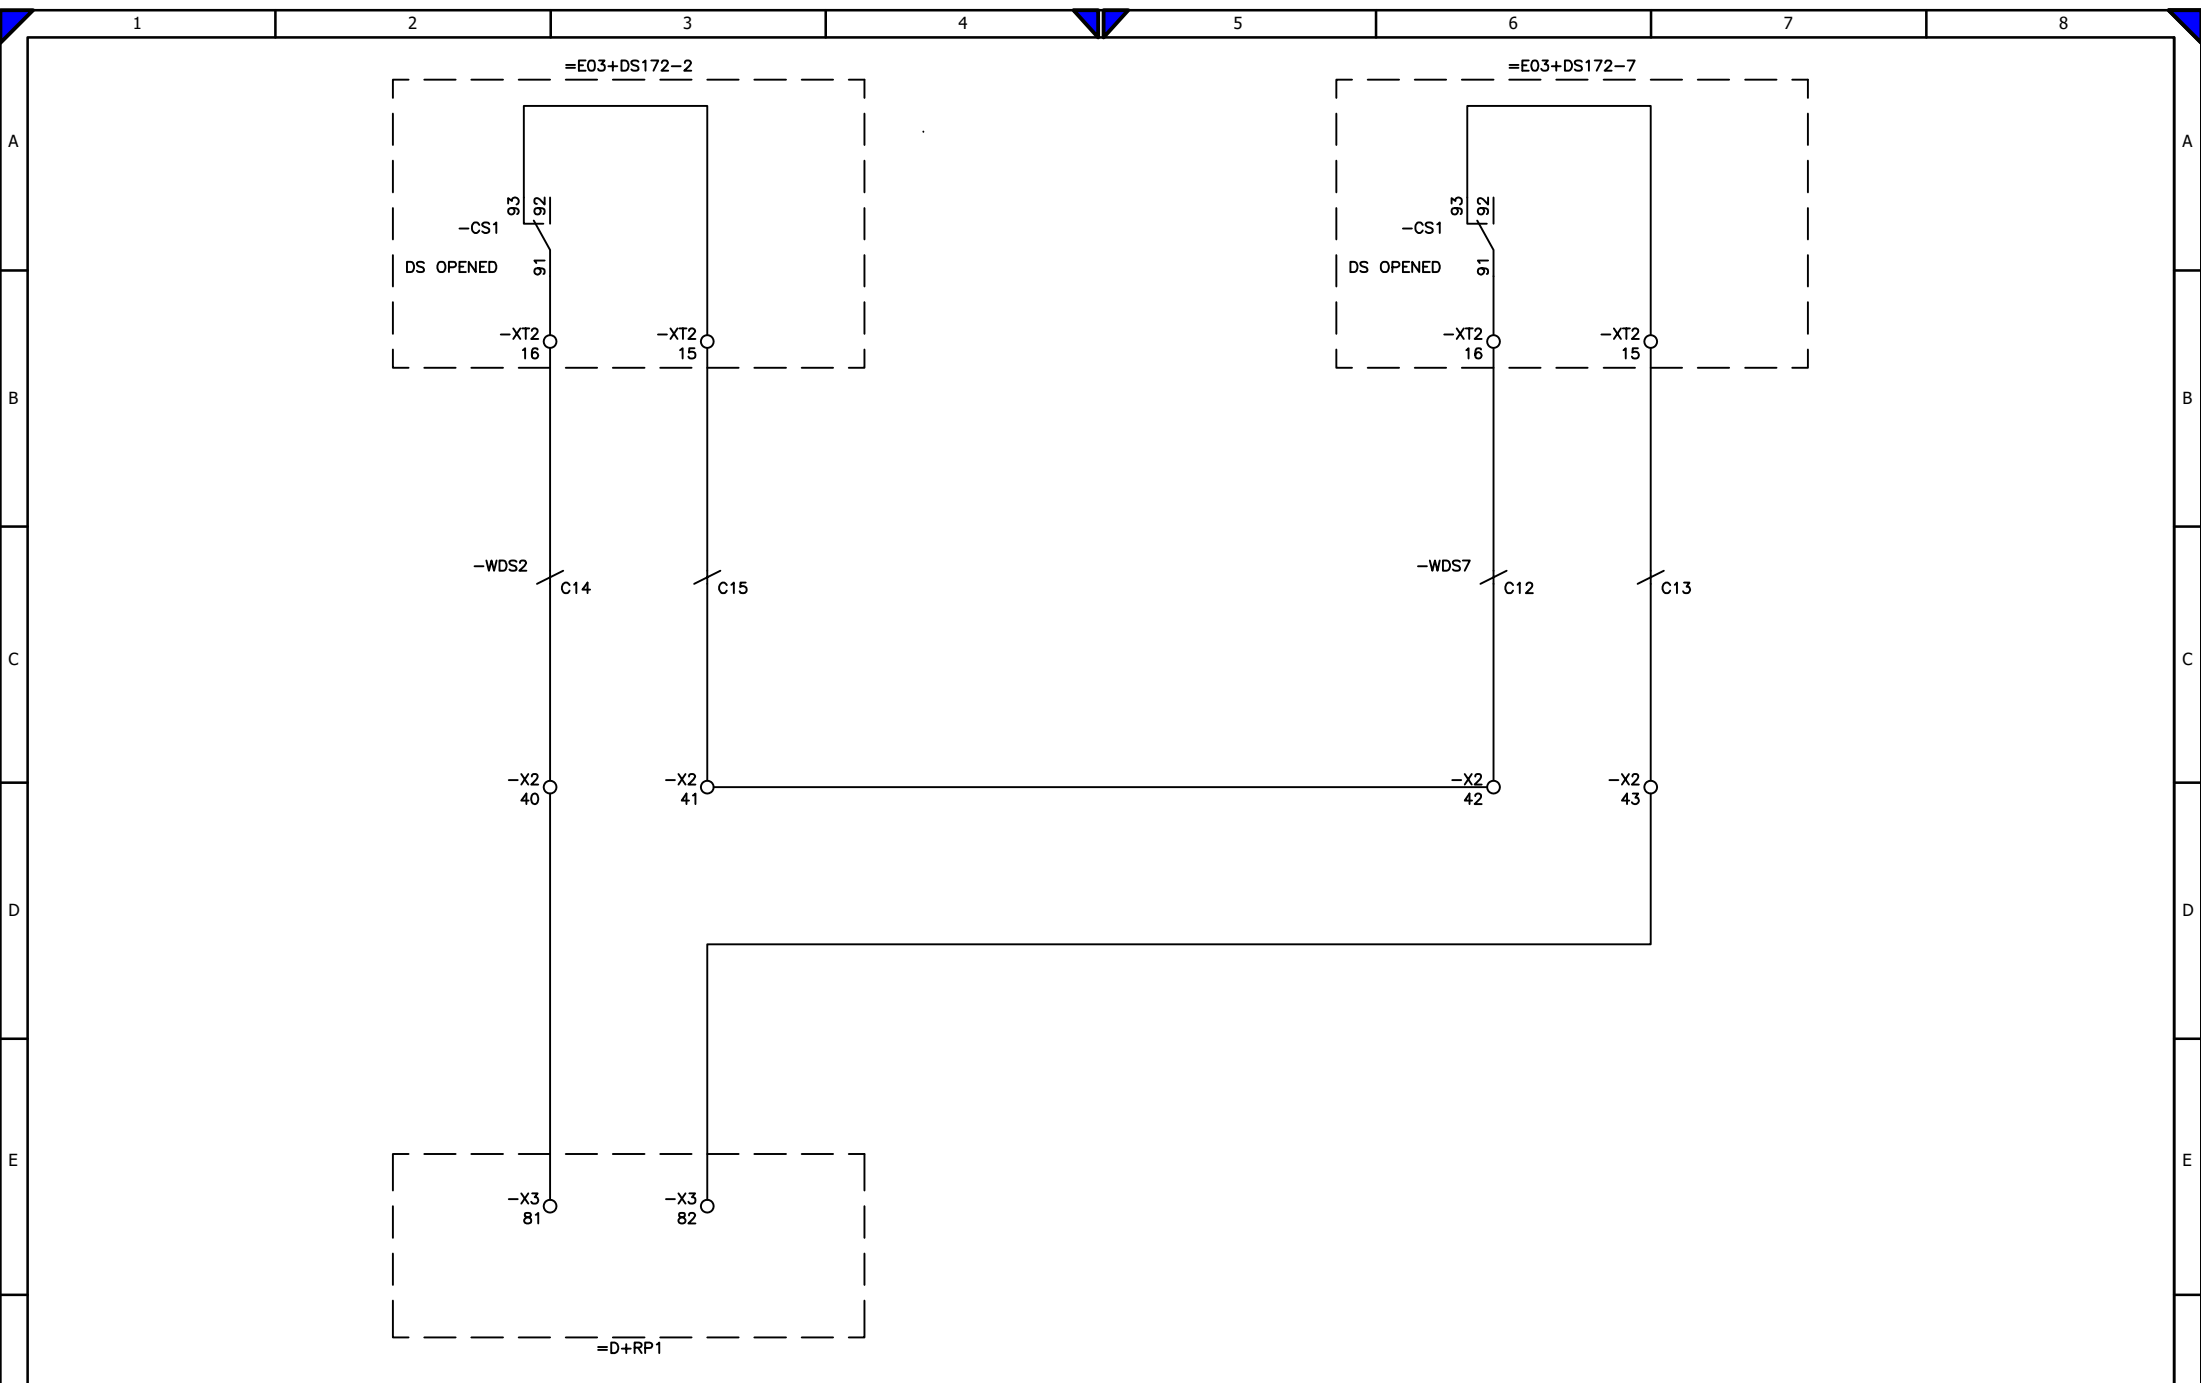 1 2 3 4 5 6 7 8
=E03+DS172-2 =E03+DS172-7
A A
93 92 93 92
-CS1 -CS1
DS OPENED 91 DS OPENED 91
-XT2 -XT2 -XT2 -XT2
16 15 16 15
B B
-WDS2 -WDS7
C14 C15 C12 C13
C C
-X2 -X2 -X2 -X2
40 41 42 43
D D
E E
-X3 -X3
81 82
=D+RP1